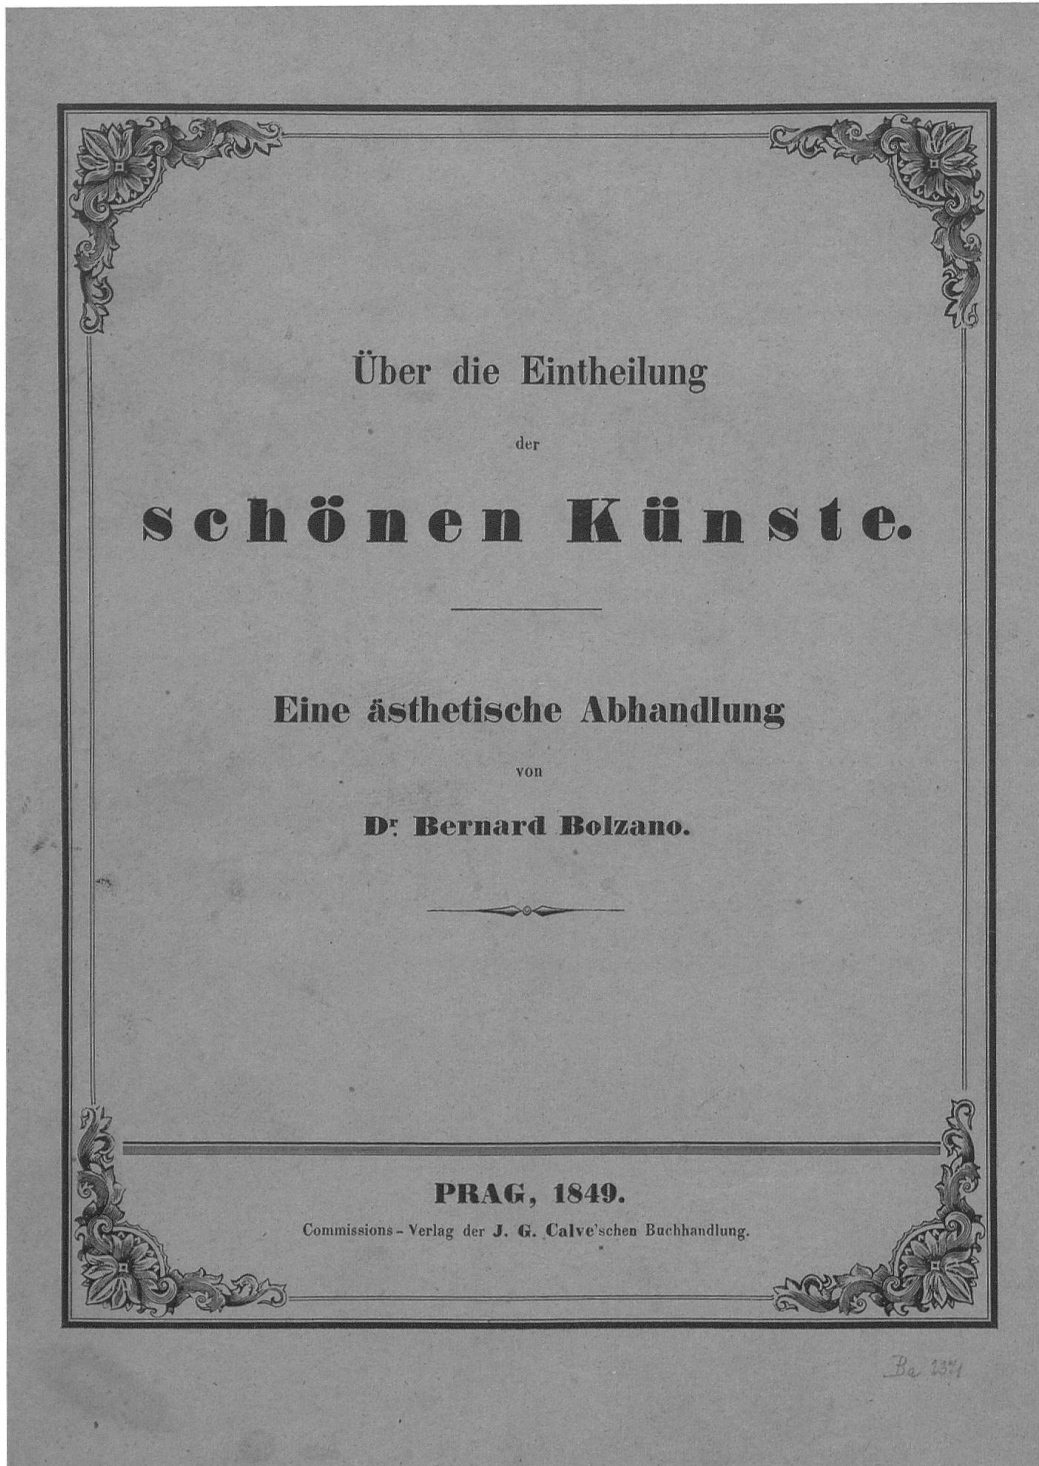 Über die Eintheilung
der
schönen Künste.
Eine ästhetische Abhandlung
von
Dr. Bernard Bolzano.
PRAG, 1849.
Commissions-Verlag der J. G. Calve'schen Buchhandlung.
Ba